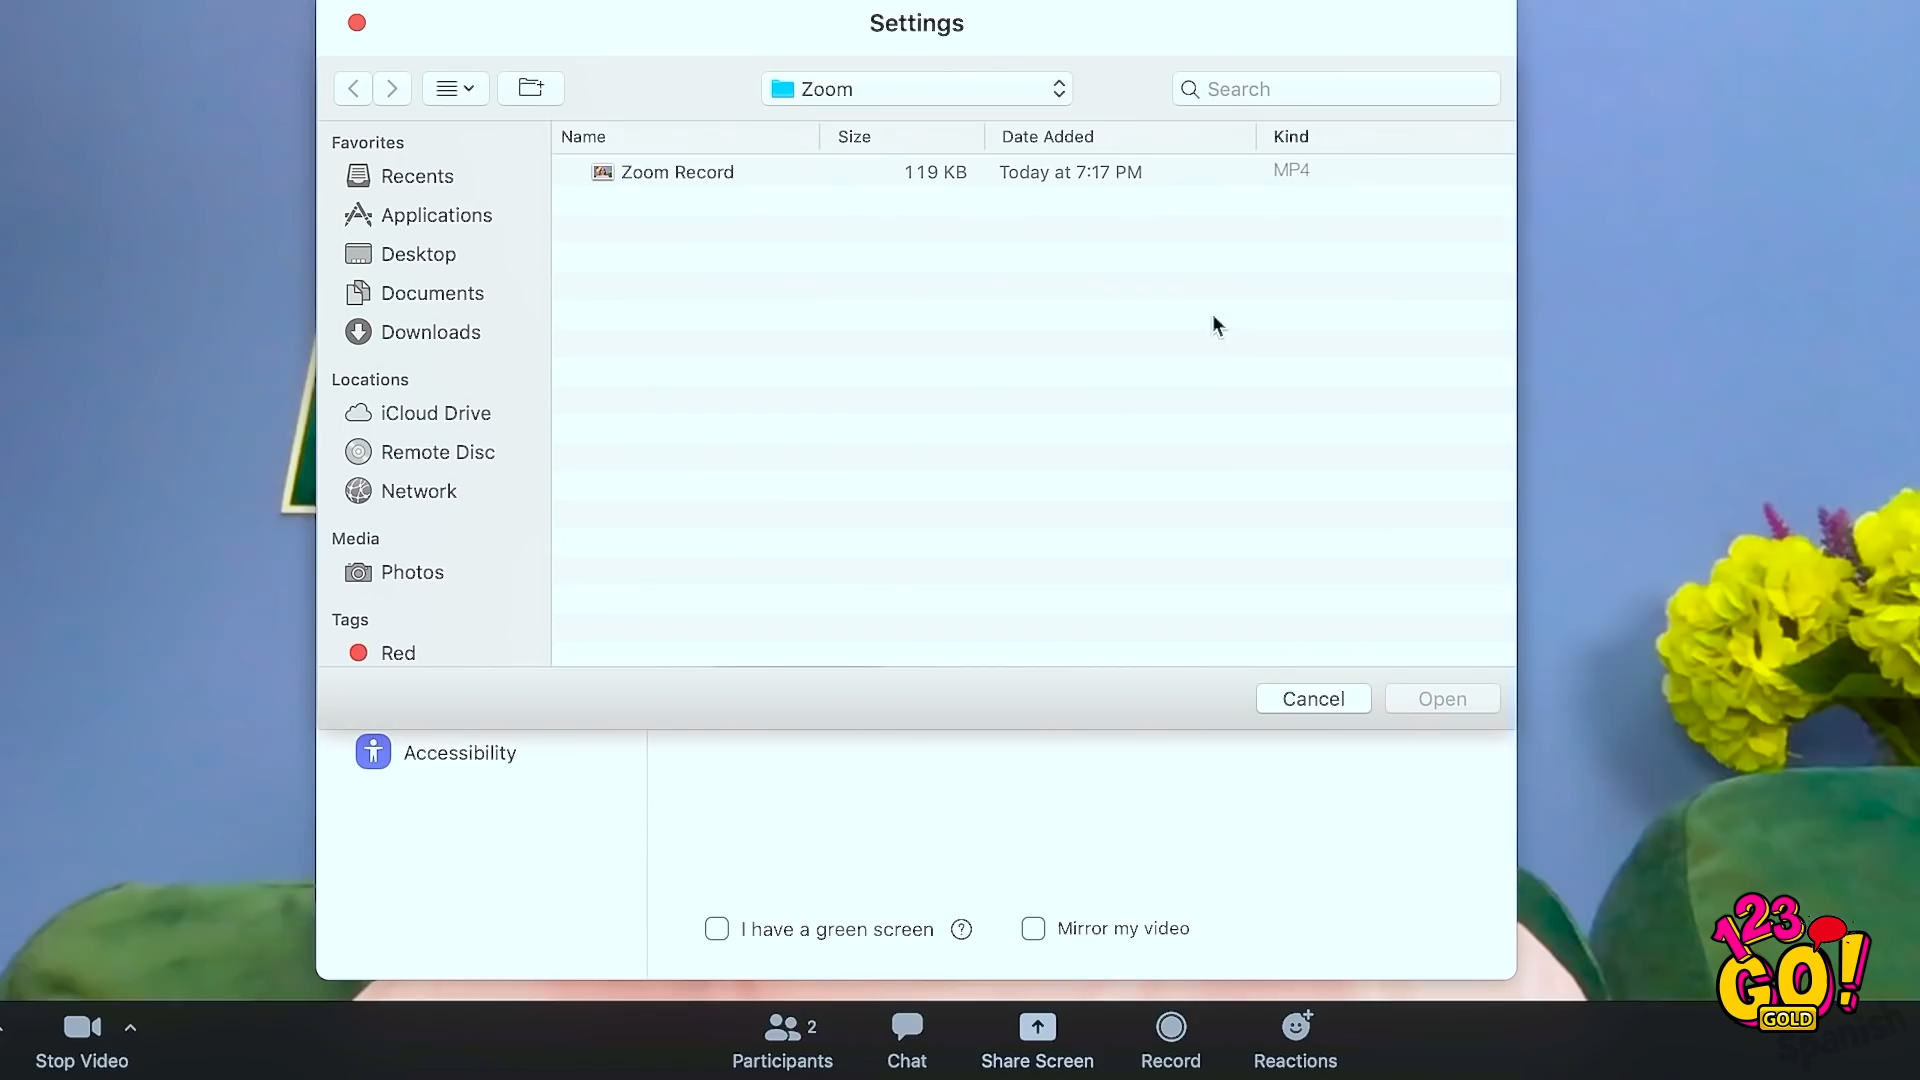 Settings
Zoom
Search
Favorites
Recents
Applications
Desktop
Documents
Downloads
Locations
iCloud Drive
Remote Disc
Network
Media
Photos
Tags
Red
Name Size Date Added Kind
Zoom Record 119 KB Today at 7:17 PM MP4
Cancel Open
Accessibility
I have a green screen ? Mirror my video
Stop Video
2
Participants
Chat
Share Screen
Record
Reactions
123
GO!
GOLD
spanish